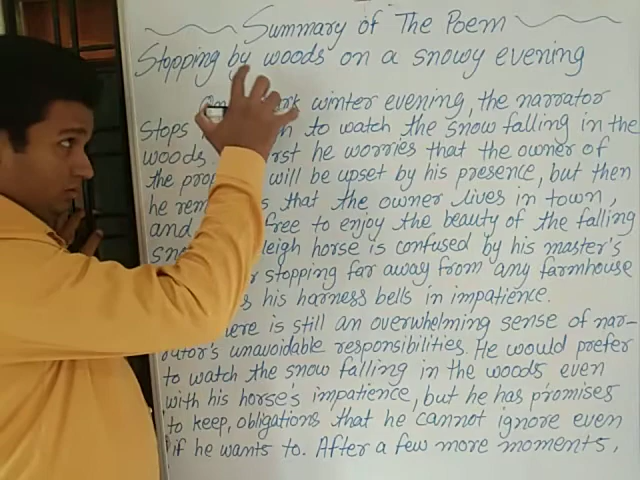 Summary of The Poem
Stopping by woods on a snowy evening
winter evening, the narrator
stops to watch the snow falling in the
woods. he worries that the owner of
the will be upset by his presence, but then
he that the owner lives in town,
and free to enjoy the beauty of the falling
horse is confused by his master's
stopping far away from any farmhouse
his harness bells in impatience.
is still an overwhelming sense of nar-
rator's unavoidable responsibilities. He would prefer
to watch the snow falling in the woods even
with his horse's impatience, but he has promises
to keep, obligations that he cannot ignore even
if he wants to. After a few more moments,